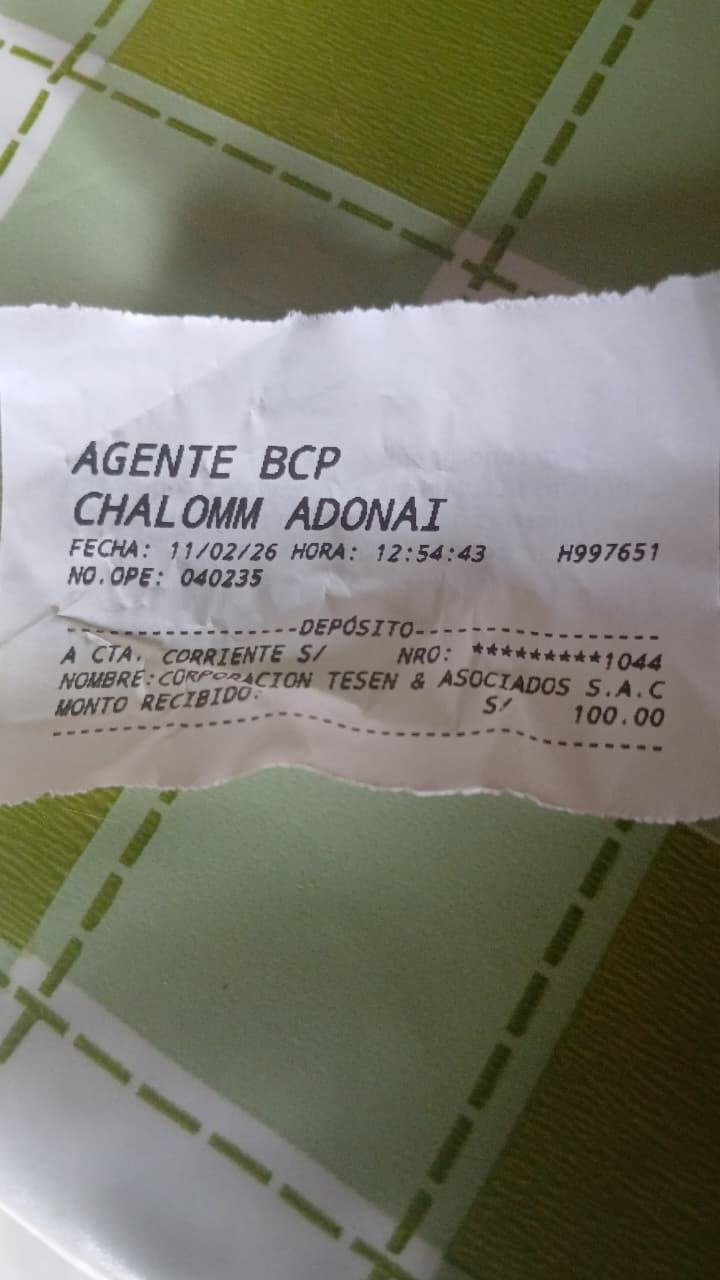 AGENTE BCP
CHALOMM ADONAI
FECHA: 11/02/26 HORA: 12:54:43 H997651
NO.OPE: 040235
--------------------DEPÓSITO--------------------
A CTA. CORRIENTE S/ NRO: *********1044
NOMBRE:CORPORACION TESEN & ASOCIADOS S.A.C
MONTO RECIBIDO: S/ 100.00